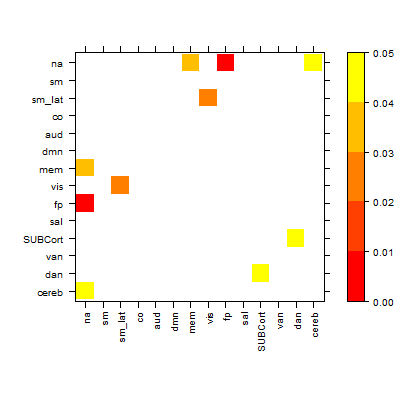 na
sm
sm_lat
co
aud
dmn
mem
vis
fp
sal
SUBCort
van
dan
cereb
na
sm
sm_lat
co
aud
dmn
mem
vis
fp
sal
SUBCort
van
dan
cereb
0.05
0.04
0.03
0.01
0.00